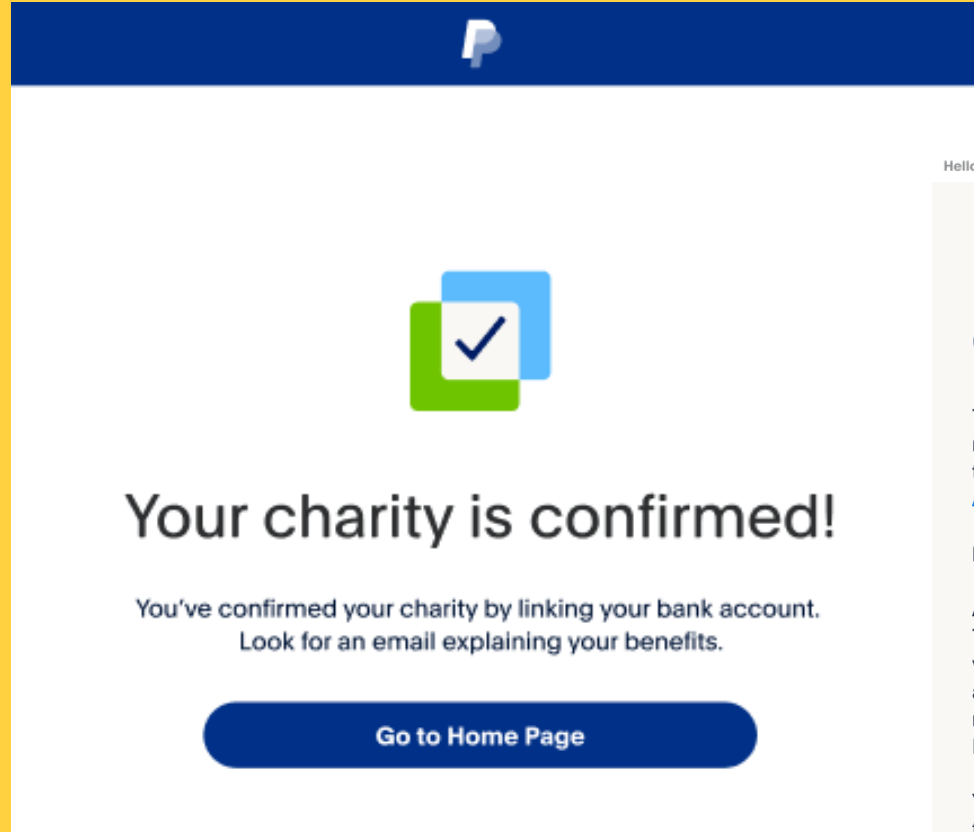 Hello
Your charity is confirmed!
You've confirmed your charity by linking your bank account.
Look for an email explaining your benefits.
Go to Home Page